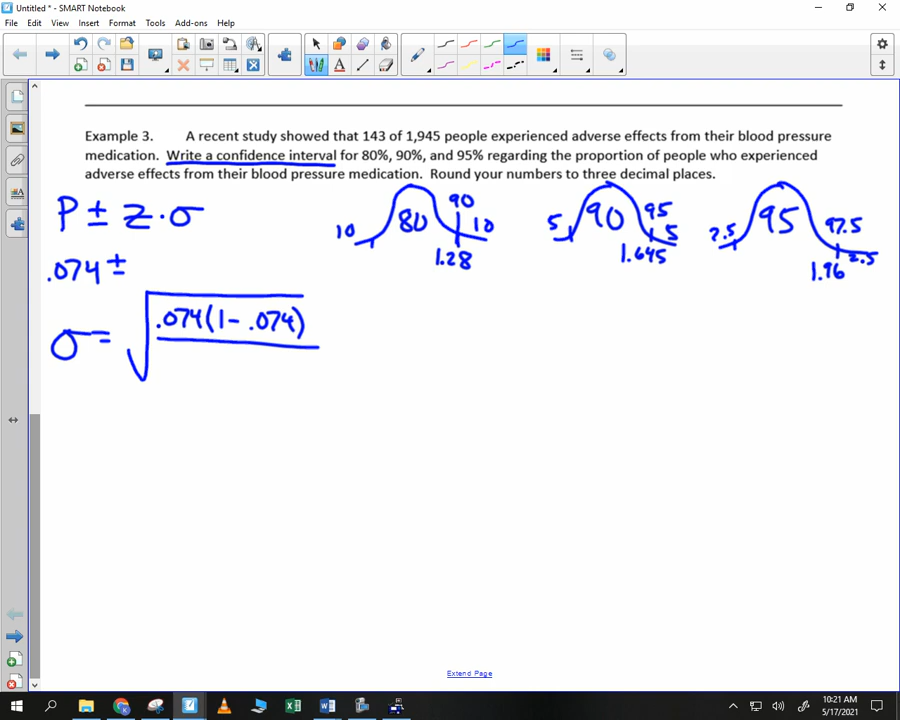 Untitled * - SMART Notebook
File Edit View Insert Format Tools Add-ons Help
Example 3. A recent study showed that 143 of 1,945 people experienced adverse effects from their blood pressure
medication. Write a confidence interval for 80%, 90%, and 95% regarding the proportion of people who experienced
adverse effects from their blood pressure medication. Round your numbers to three decimal places.
P ± Z · σ
10 80 90 10
1.28
5 90 95 5
1.645
2.5 95 97.5 2.5
1.96
.074 ±
σ = √ .074(1 - .074)
Extend Page
10:21 AM
5/17/2021